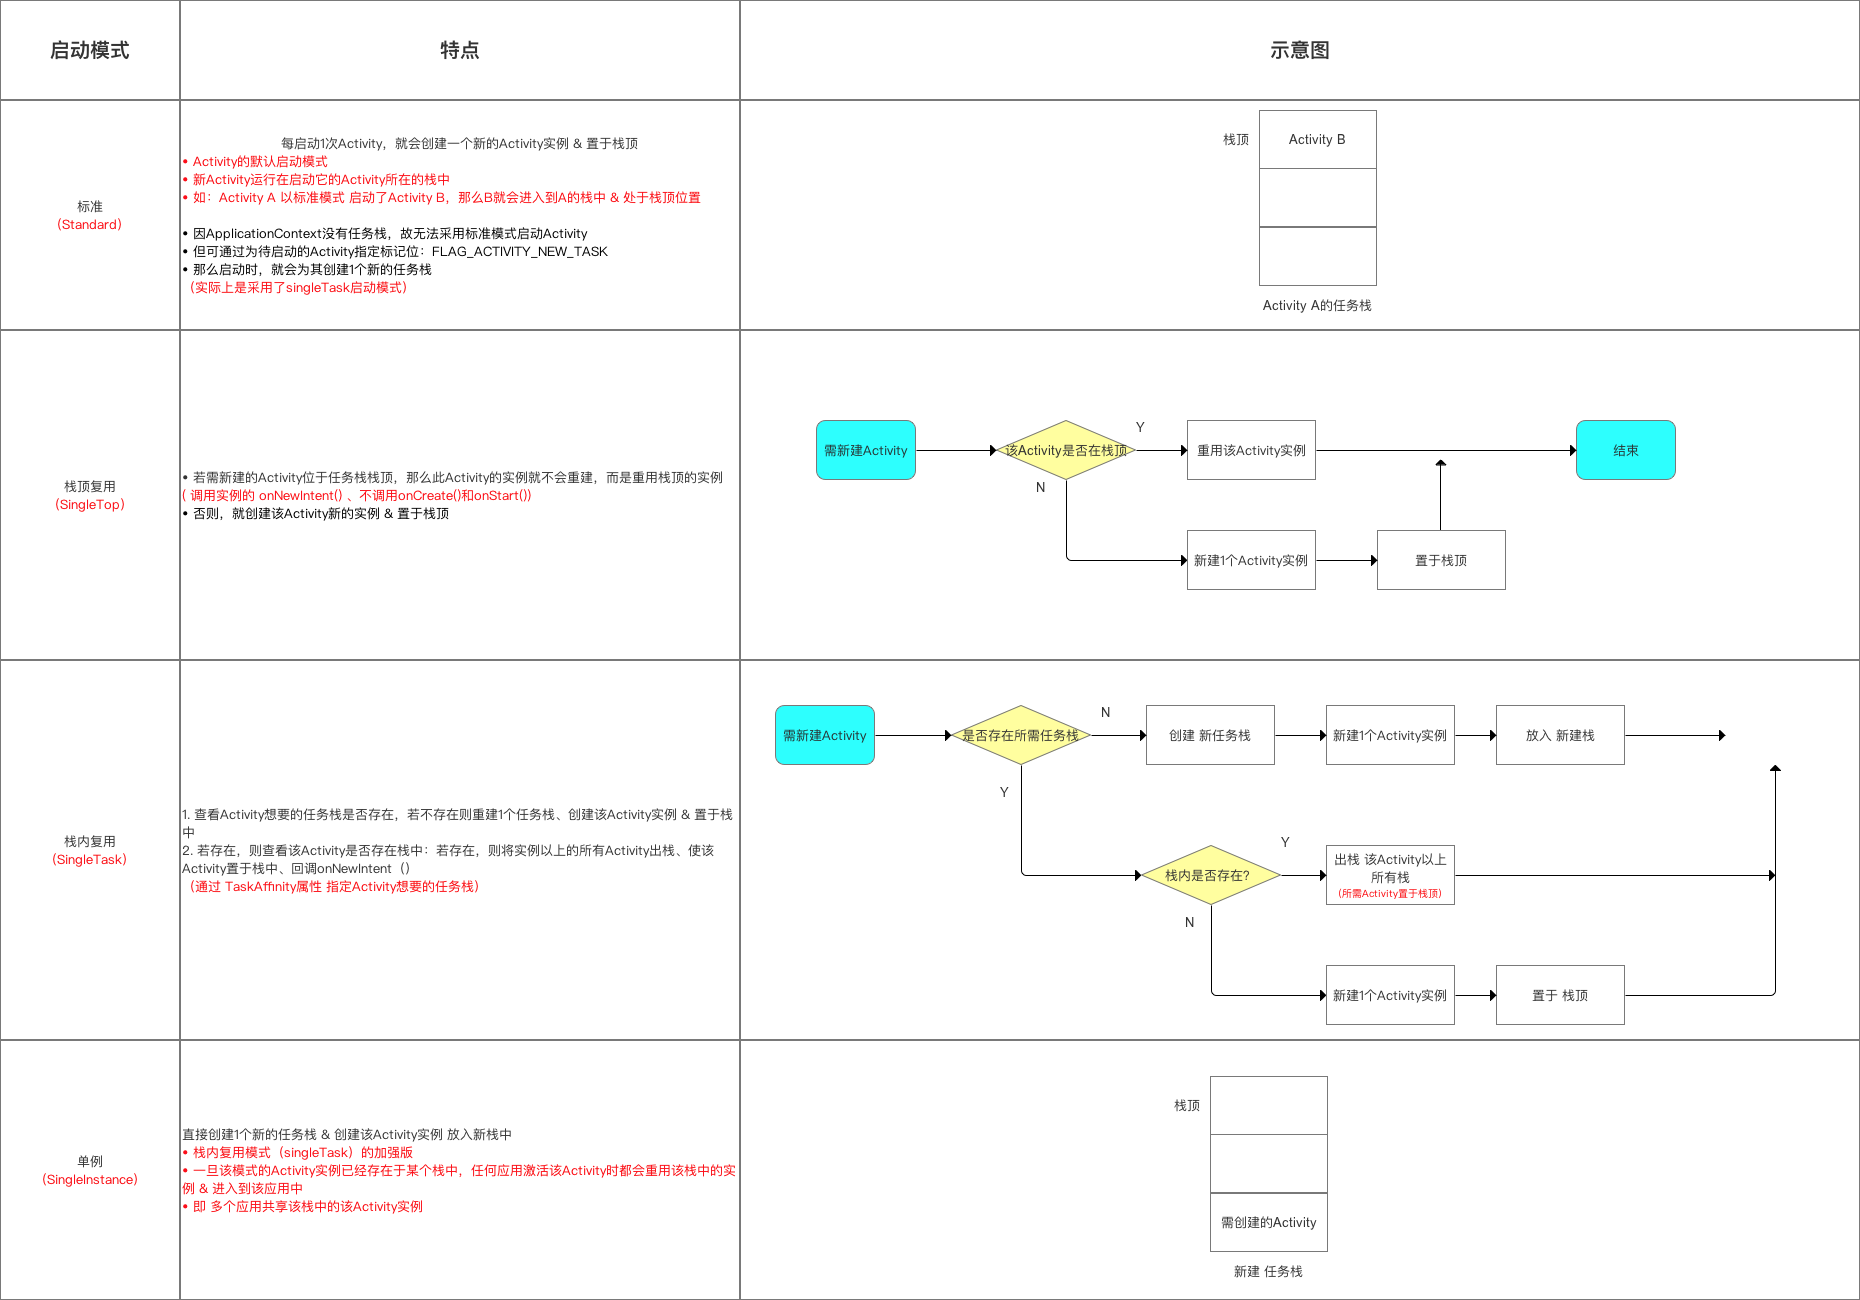 启动模式
特点
示意图
标准
（Standard）
每启动1次Activity，就会创建一个新的Activity实例 & 置于栈顶
• Activity的默认启动模式
• 新Activity运行在启动它的Activity所在的栈中
• 如：Activity A 以标准模式 启动了Activity B，那么B就会进入到A的栈中 & 处于栈顶位置
• 因ApplicationContext没有任务栈，故无法采用标准模式启动Activity
• 但可通过为待启动的Activity指定标记位：FLAG_ACTIVITY_NEW_TASK
• 那么启动时，就会为其创建1个新的任务栈
（实际上是采用了singleTask启动模式）
栈顶
Activity B
Activity A的任务栈
栈顶复用
（SingleTop）
• 若需新建的Activity位于任务栈栈顶，那么此Activity的实例就不会重建，而是重用栈顶的实例
( 调用实例的 onNewIntent() 、不调用onCreate()和onStart())
• 否则，就创建该Activity新的实例 & 置于栈顶
需新建Activity
该Activity是否在栈顶
Y
重用该Activity实例
结束
N
新建1个Activity实例
置于栈顶
栈内复用
（SingleTask）
1. 查看Activity想要的任务栈是否存在，若不存在则重建1个任务栈、创建该Activity实例 & 置于栈
中
2. 若存在，则查看该Activity是否存在栈中：若存在，则将实例以上的所有Activity出栈、使该
Activity置于栈中、回调onNewIntent（）
（通过 TaskAffinity属性 指定Activity想要的任务栈）
需新建Activity
是否存在所需任务栈
N
创建 新任务栈
新建1个Activity实例
放入 新建栈
Y
栈内是否存在？
Y
出栈 该Activity以上
所有栈
（所需Activity置于栈顶）
N
新建1个Activity实例
置于 栈顶
单例
（SingleInstance）
直接创建1个新的任务栈 & 创建该Activity实例 放入新栈中
• 栈内复用模式（singleTask）的加强版
• 一旦该模式的Activity实例已经存在于某个栈中，任何应用激活该Activity时都会重用该栈中的实
例 & 进入到该应用中
• 即 多个应用共享该栈中的该Activity实例
栈顶
需创建的Activity
新建 任务栈